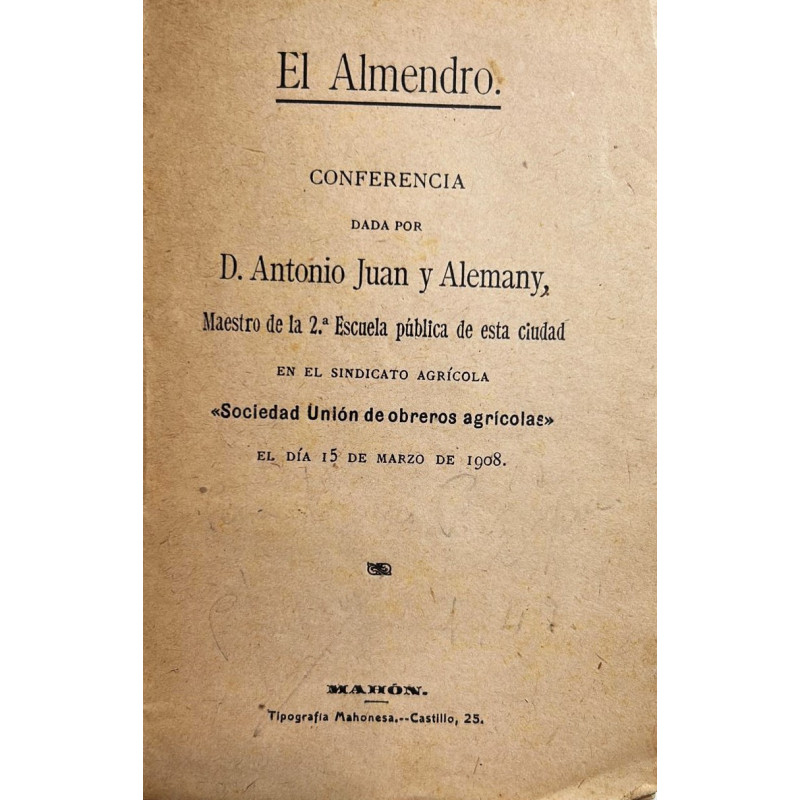 El Almendro.
CONFERENCIA
DADA POR
D. Antonio Juan y Alemany,
Maestro de la 2.ª Escuela pública de esta ciudad
EN EL SINDICATO AGRÍCOLA
«Sociedad Unión de obreros agrícolas»
EL DÍA 15 DE MARZO DE 1908.
MAHÓN.
Tipografía Mahonesa.--Castillo, 25.